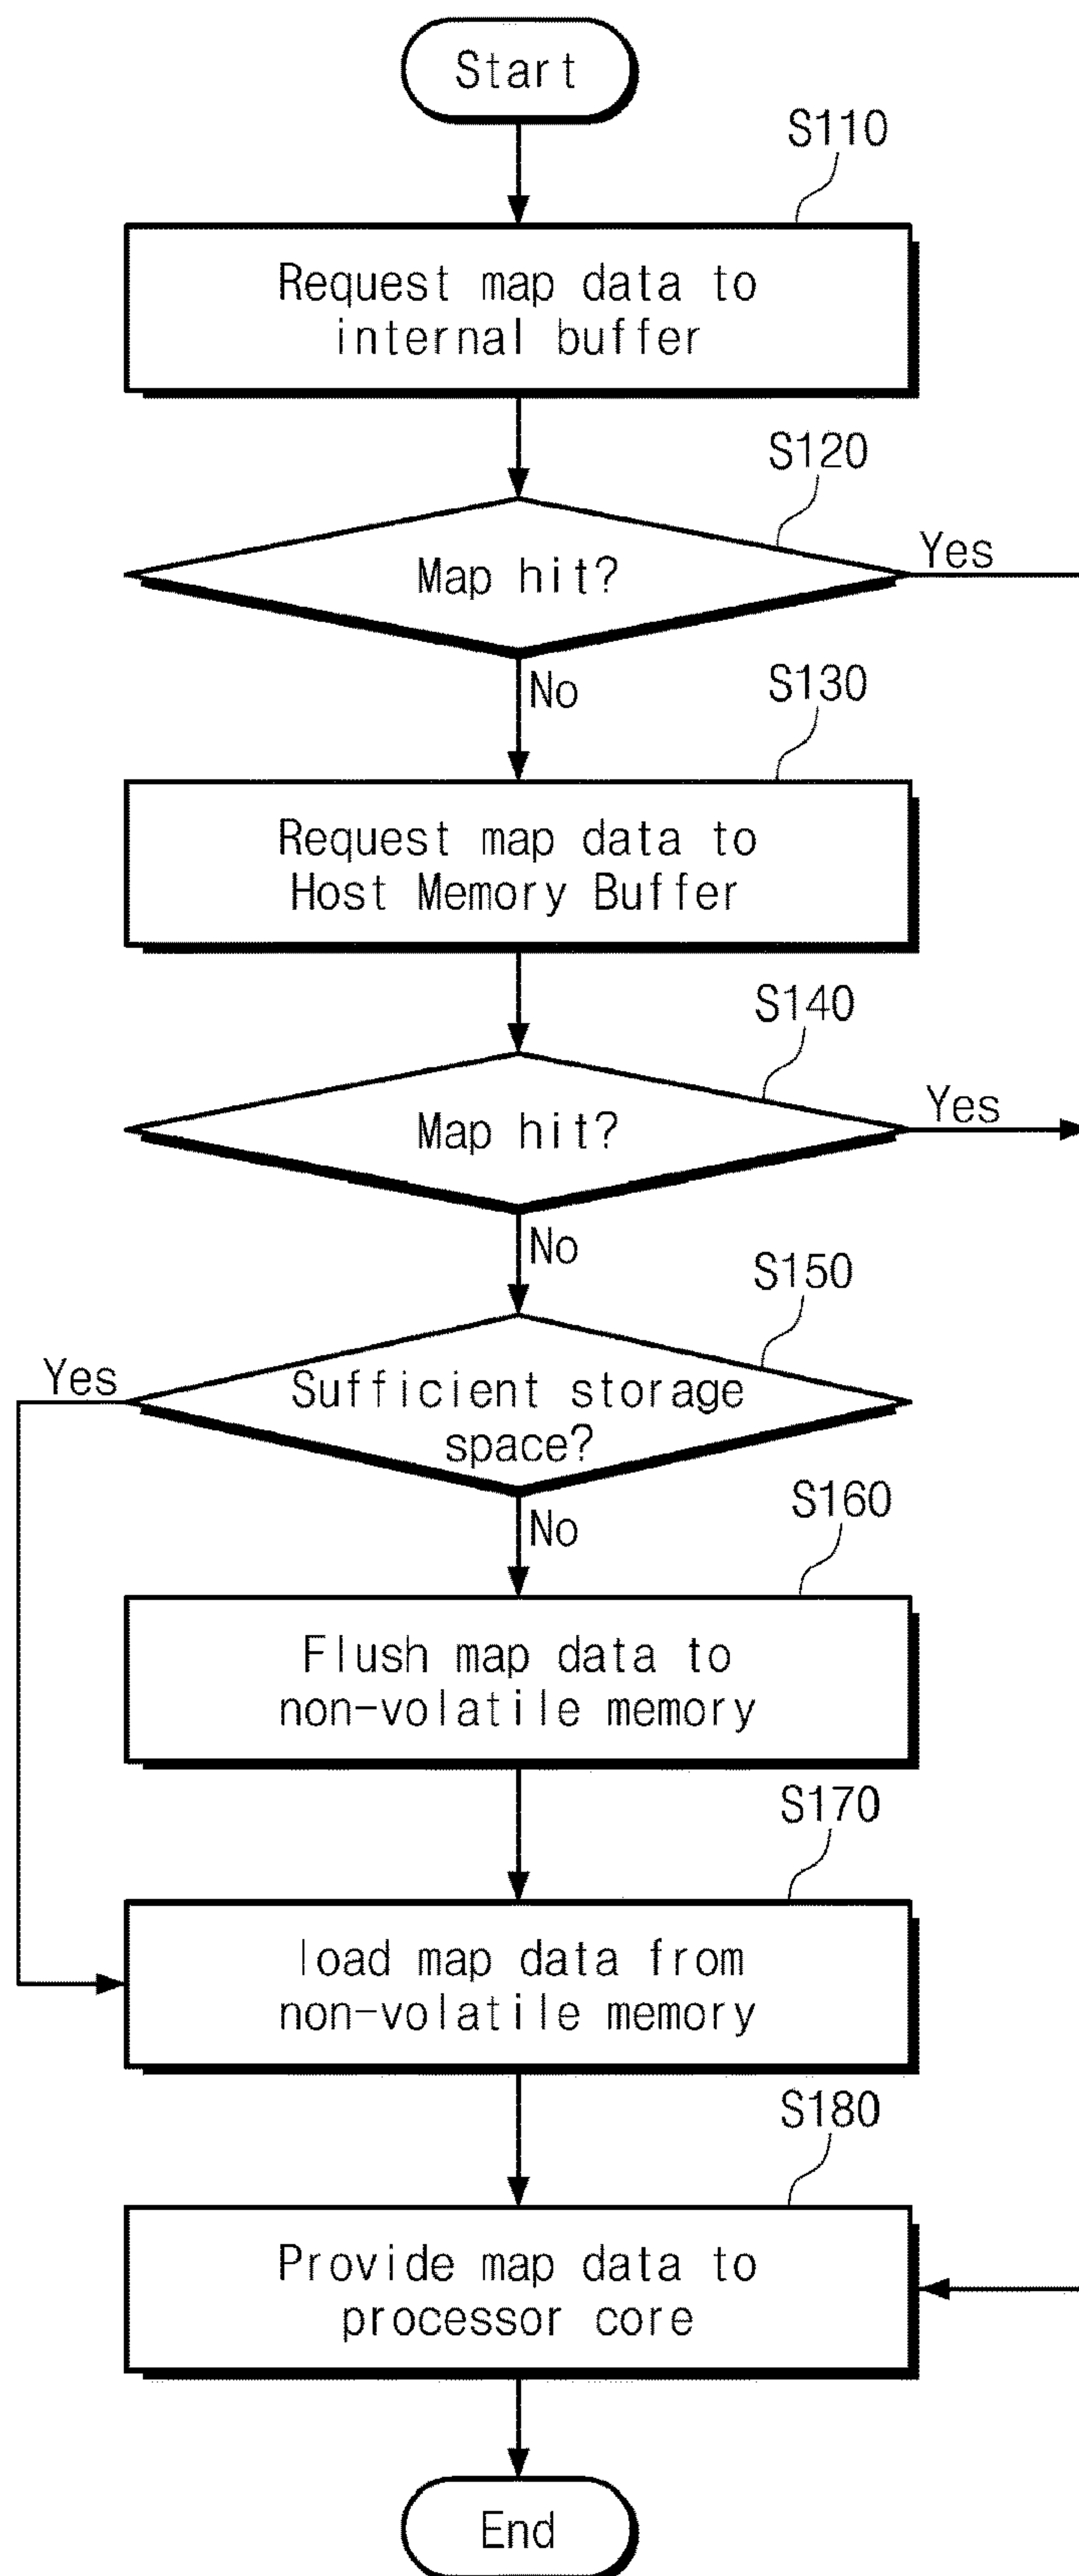 Start
S110
Request map data to
internal buffer
S120
Map hit?
Yes
No
S130
Request map data to
Host Memory Buffer
S140
Map hit?
Yes
No
S150
Yes
Sufficient storage
space?
No
S160
Flush map data to
non-volatile memory
S170
load map data from
non-volatile memory
S180
Provide map data to
processor core
End